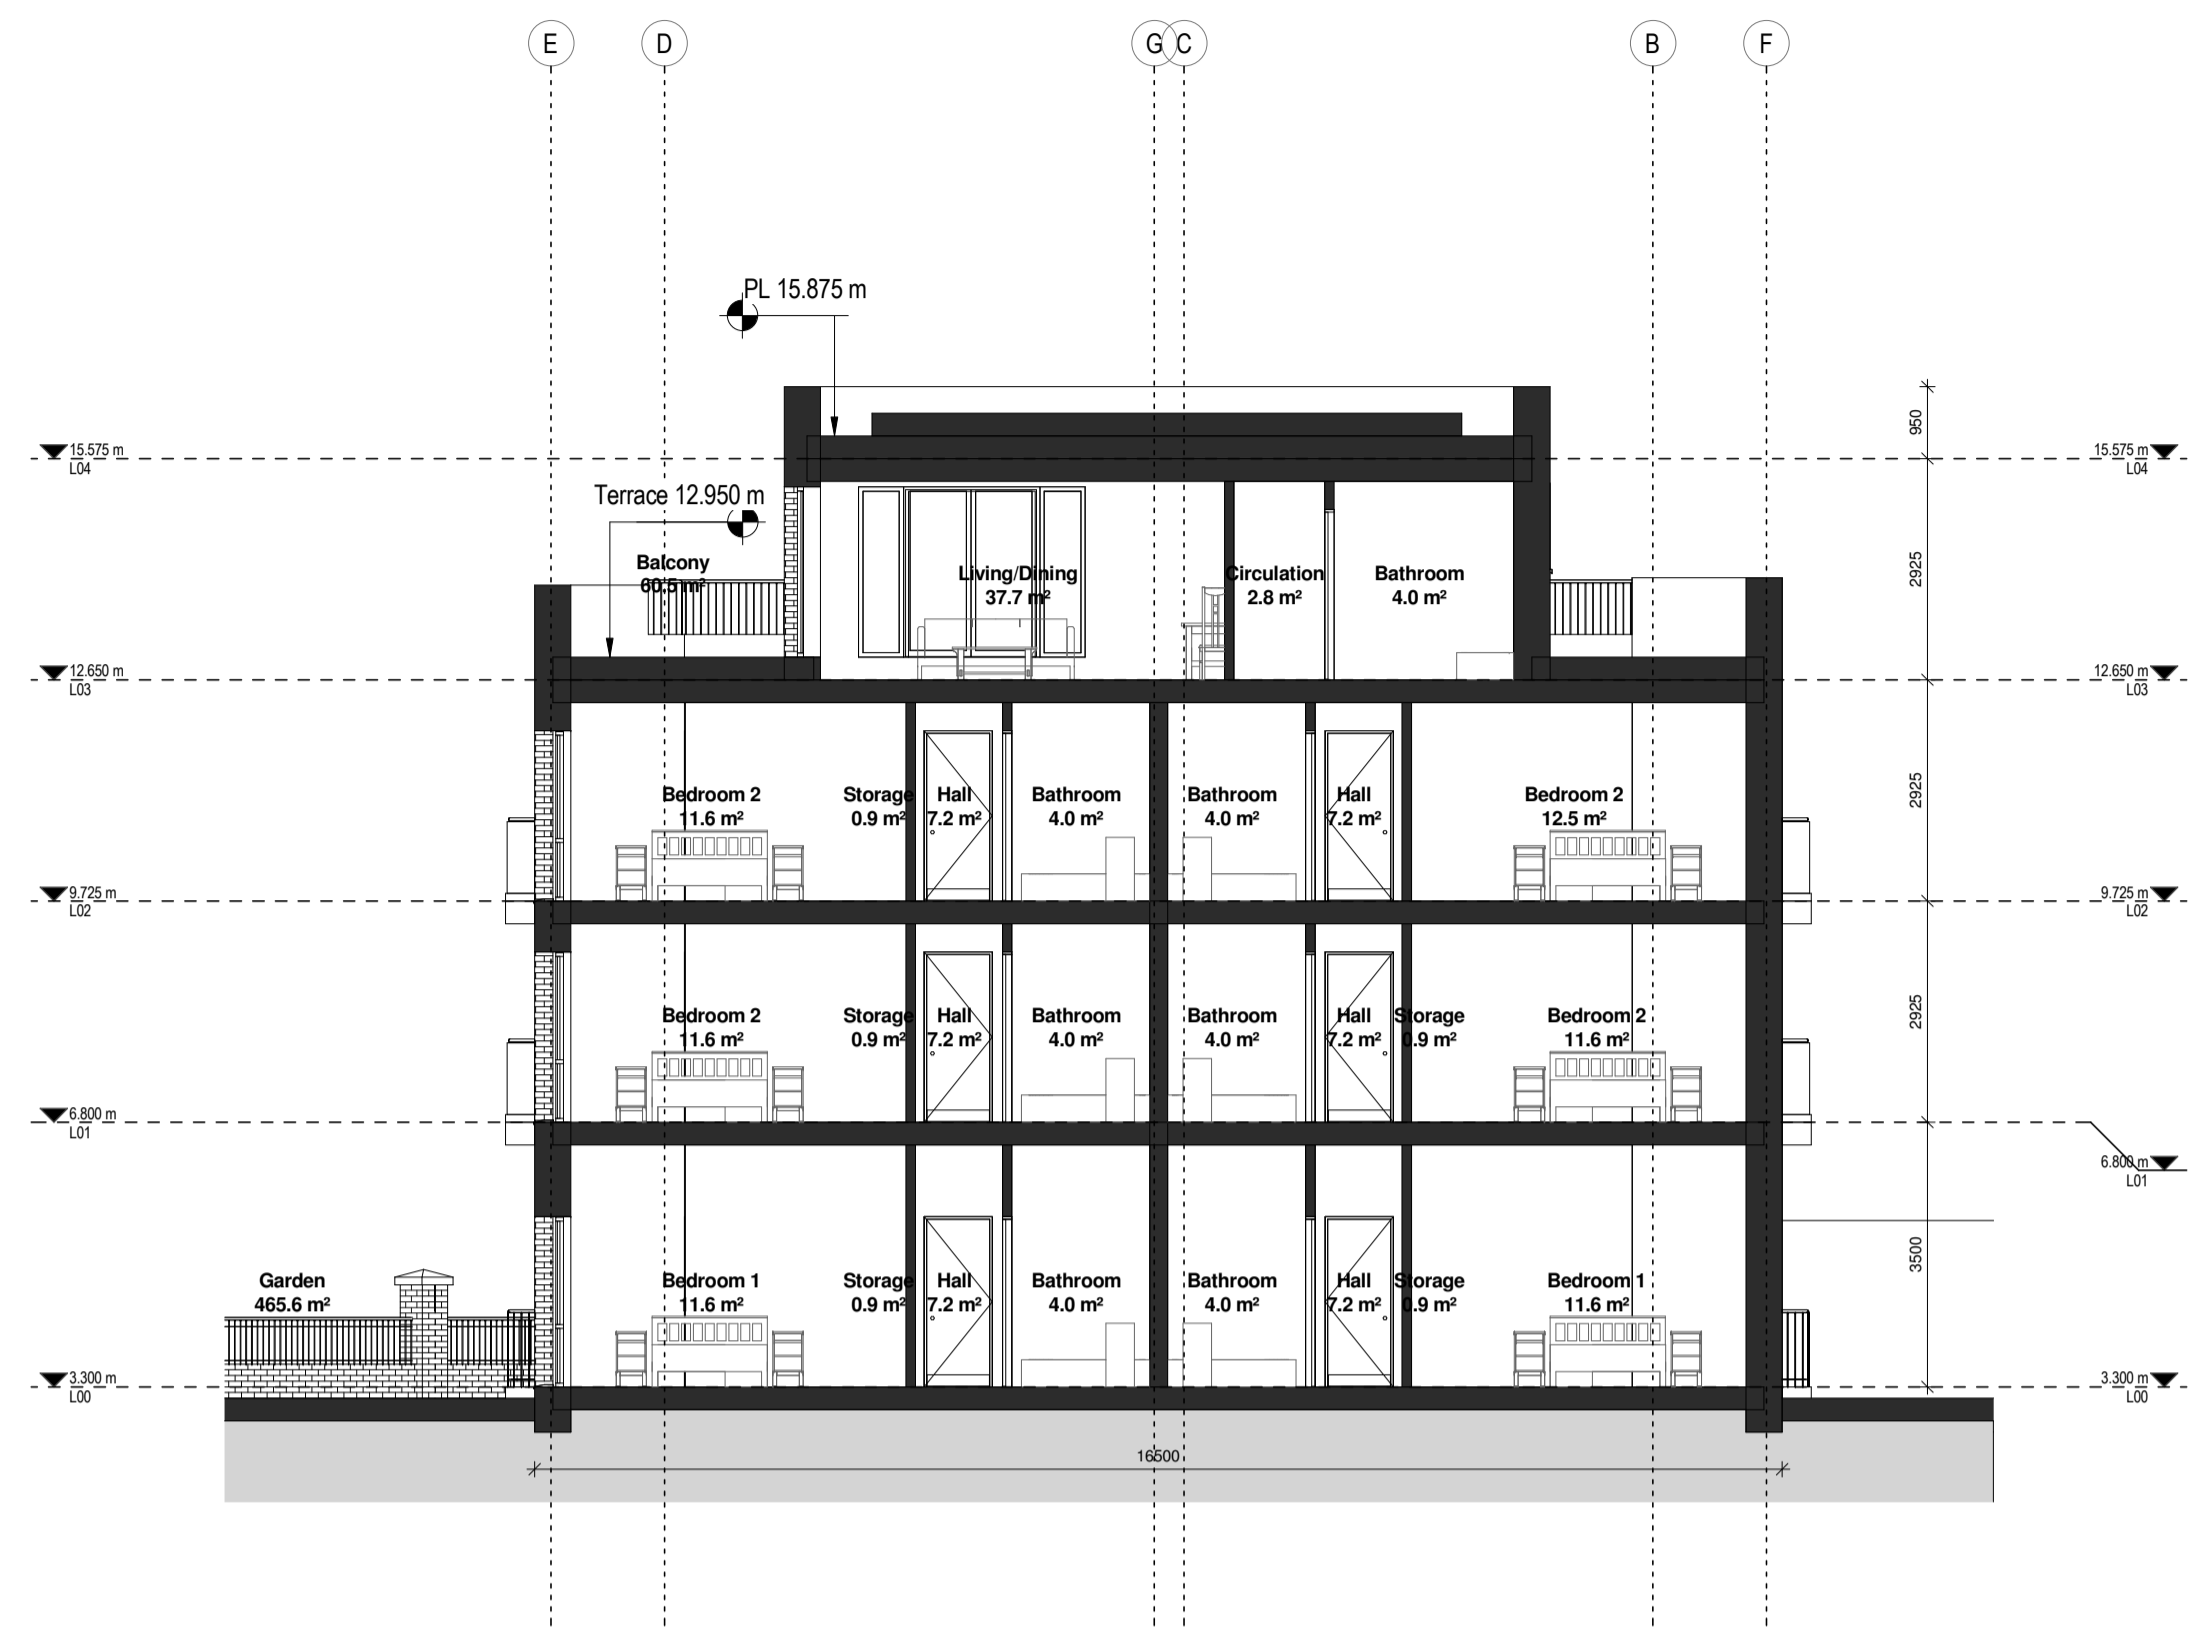 E
D
G
C
B
F
PL 15.875 m
950
15.575 m
L04
15.575 m
L04
Terrace 12.950 m
Balcony
60.5 m²
Living/Dining
37.7 m²
Circulation
2.8 m²
Bathroom
4.0 m²
2925
12.650 m
L03
12.650 m
L03
Bedroom 2
11.6 m²
Storage
0.9 m²
Hall
7.2 m²
Bathroom
4.0 m²
Bathroom
4.0 m²
Hall
7.2 m²
Bedroom 2
12.5 m²
2925
9.725 m
L02
9.725 m
L02
Bedroom 2
11.6 m²
Storage
0.9 m²
Hall
7.2 m²
Bathroom
4.0 m²
Bathroom
4.0 m²
Hall
7.2 m²
Storage
0.9 m²
Bedroom 2
11.6 m²
2925
6.800 m
L01
6.800 m
L01
Garden
465.6 m²
Bedroom 1
11.6 m²
Storage
0.9 m²
Hall
7.2 m²
Bathroom
4.0 m²
Bathroom
4.0 m²
Hall
7.2 m²
Storage
0.9 m²
Bedroom 1
11.6 m²
3500
3.300 m
L00
3.300 m
L00
16500